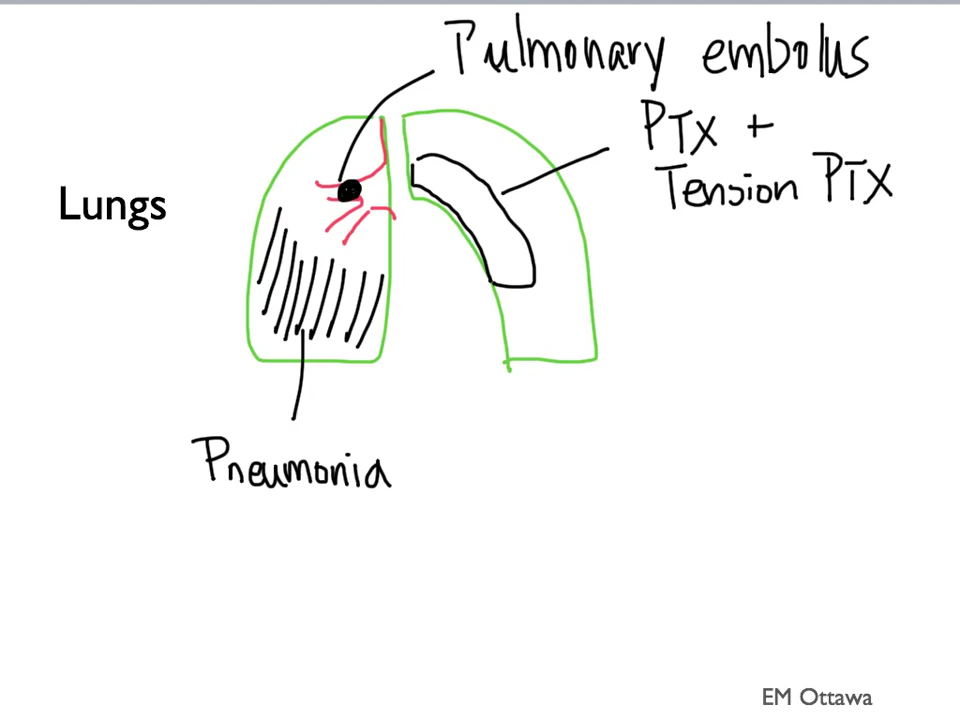 Pulmonary embolus
PTX +
Tension PTX
Lungs
Pneumonia
EM Ottawa